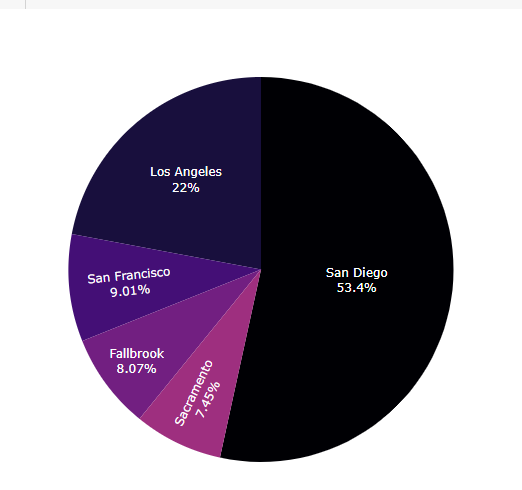 Los Angeles
22%
San Diego
53.4%
San Francisco
9.01%
Fallbrook
8.07%
Sacramento
7.45%